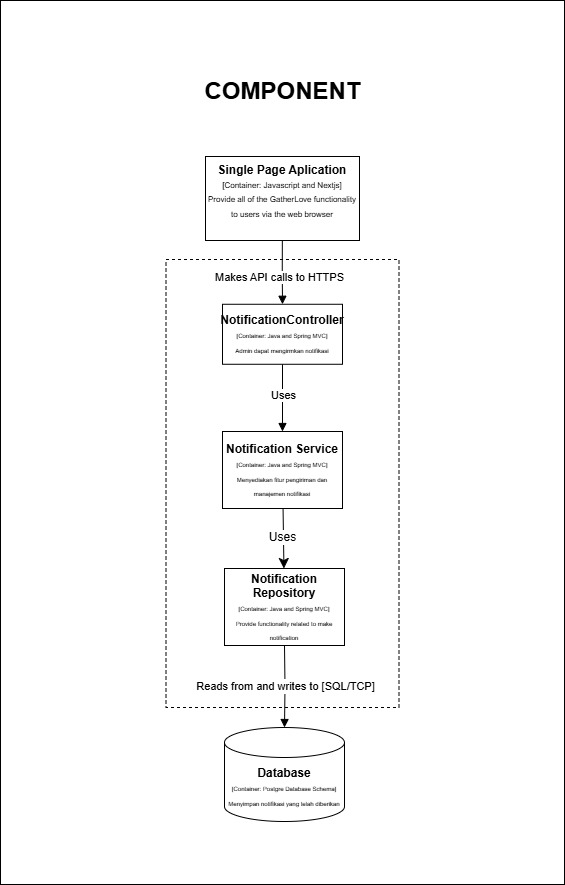 COMPONENT
Single Page Aplication
[Container: Javascript and Nextjs]
Provide all of the GatherLove functionality
to users via the web browser
Makes API calls to HTTPS
NotificationController
[Container: Java and Spring MVC]
Admin dapat mengirmkan notifikasi
Uses
Notification Service
[Container: Java and Spring MVC]
Menyediakan fitur pengiriman dan
manajemen notifikasi
Uses
Notification
Repository
[Container: Java and Spring MVC]
Provide functionality related to make
notification
Reads from and writes to [SQL/TCP]
Database
[Container: Postgre Database Schema]
Menyimpan notifikasi yang telah diberikan